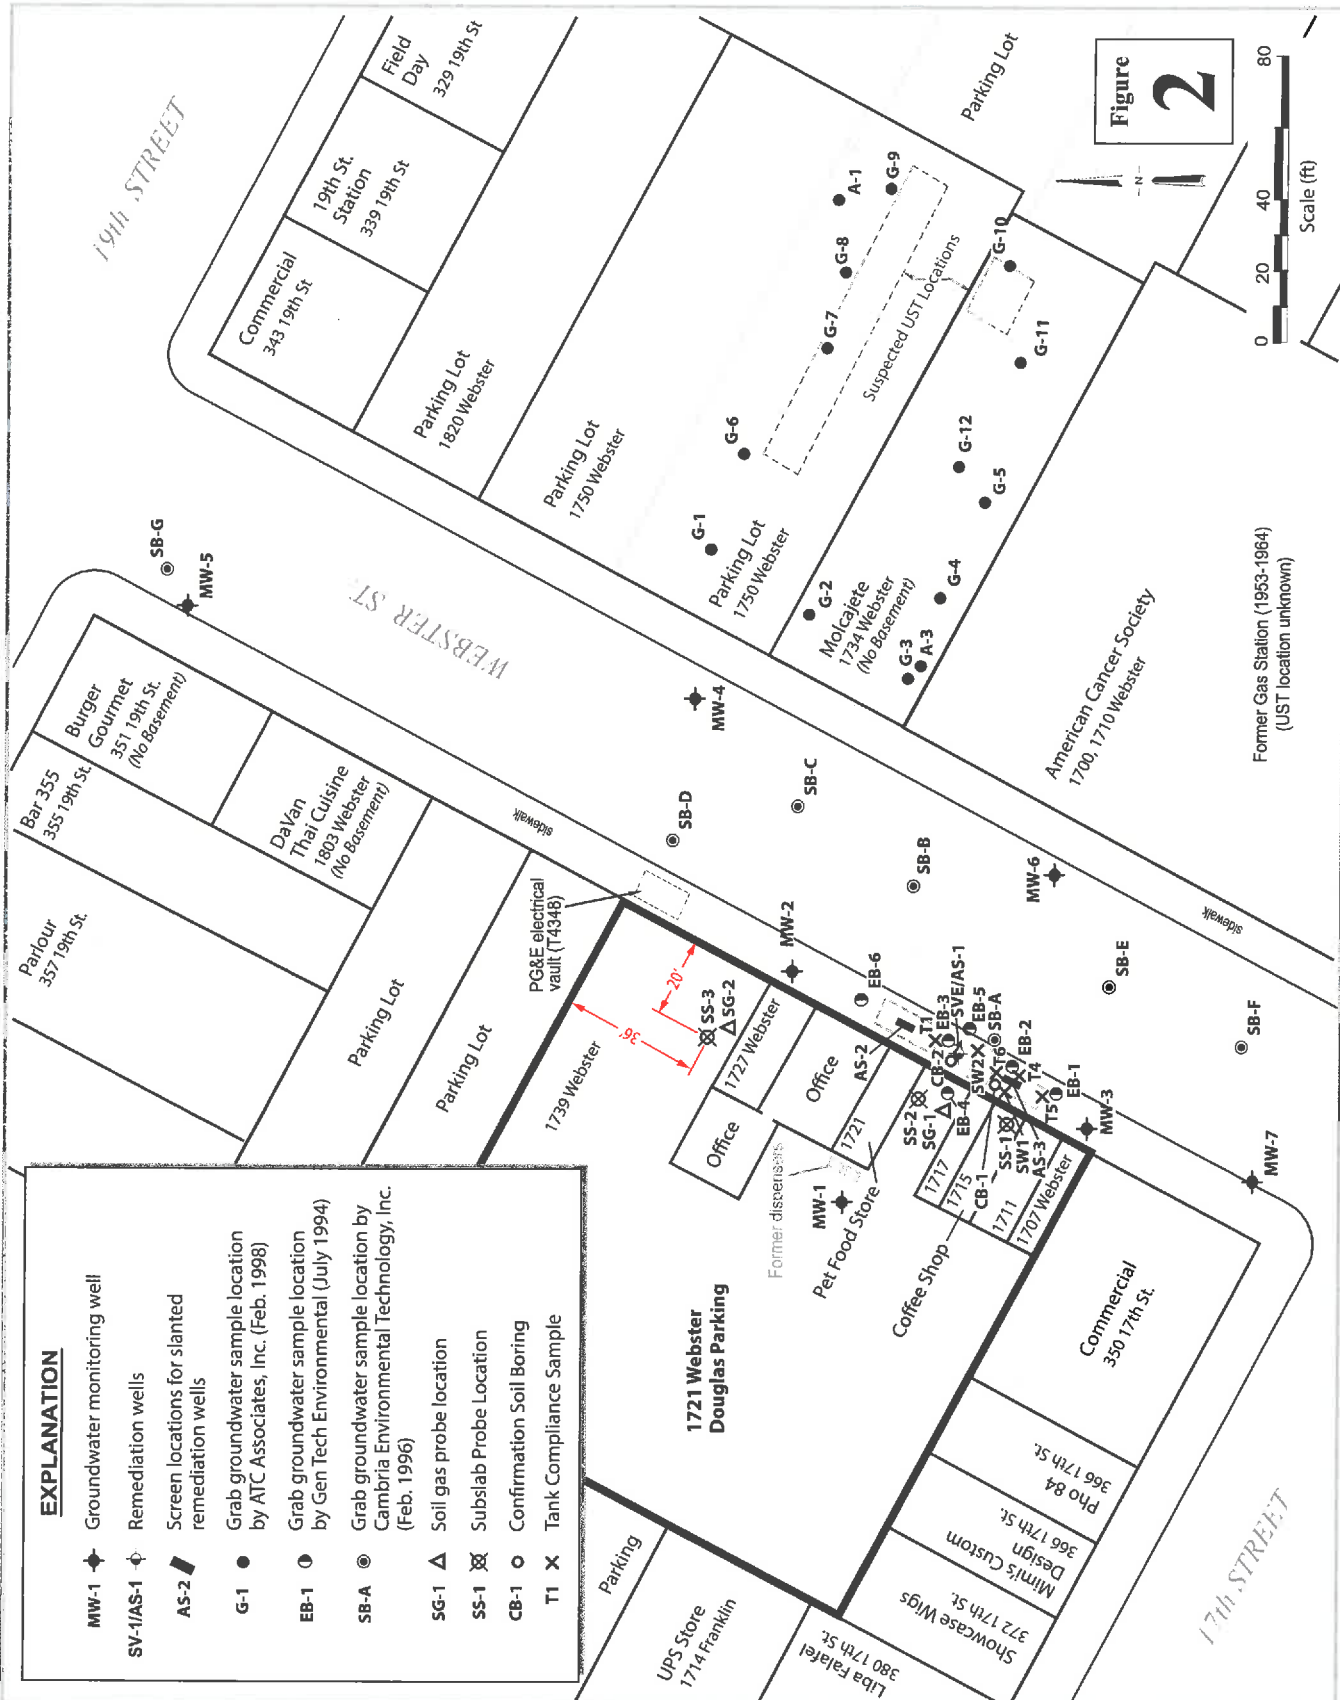 EXPLANATION
MW-1 Groundwater monitoring well
SV-1/AS-1 Remediation wells
AS-2 Screen locations for slanted
remediation wells
G-1 Grab groundwater sample location
by ATC Associates, Inc. (Feb. 1998)
EB-1 Grab groundwater sample location
by Gen Tech Environmental (July 1994)
SB-A Grab groundwater sample location by
Cambria Environmental Technology, Inc.
(Feb. 1996)
SG-1 Soil gas probe location
SS-1 Subslab Probe Location
CB-1 Confirmation Soil Boring
T1 Tank Compliance Sample
Parlour
357 19th St.
Bar 355
355 19th St.
Burger
Gourmet
351 19th St.
(No Basement)
DaVan
Thai Cuisine
1803 Webster
(No Basement)
Parking Lot
Parking Lot
PG&E electrical
vault (T4348)
sidewalk
SB-G
MW-5
19th STREET
WEBSTER ST.
Commercial
343 19th St
19th St.
Station
339 19th St
Field
Day
329 19th St
Parking Lot
1820 Webster
Parking Lot
1750 Webster
Parking Lot
1750 Webster
G-1
G-6
G-7
G-8
A-1
G-9
Suspected UST Locations
G-10
G-11
G-12
G-5
G-4
G-2
G-3
A-3
Molcajete
1734 Webster
(No Basement)
Parking Lot
American Cancer Society
1700, 1710 Webster
Former Gas Station (1953-1964)
(UST location unknown)
MW-4
SB-D
SB-C
SB-B
MW-6
SB-E
SB-F
MW-7
sidewalk
MW-2
EB-6
1739 Webster
36'
20'
SS-3
SG-2
1727 Webster
Office
Office
1721
Former dispensers
MW-1
Pet Food Store
Coffee Shop
1717
1715
1711
1707 Webster
AS-2
T1
EB-3
SVE/AS-1
EB-5
SB-A
CB-2
SS-2
SG-1
EB-4
SW2
T6
EB-2
T4
EB-1
T5
CB-1
SS-1
SW1
AS-3
MW-3
1721 Webster
Douglas Parking
Commercial
350 17th St.
Pho 84
366 17th St.
Mimi's Custom
Design
366 17th St.
Showcase Wigs
372 17th St.
Liba Falafel
380 17th St.
UPS Store
1714 Franklin
Parking
17th STREET
N
0 20 40 80
Scale (ft)
Figure
2